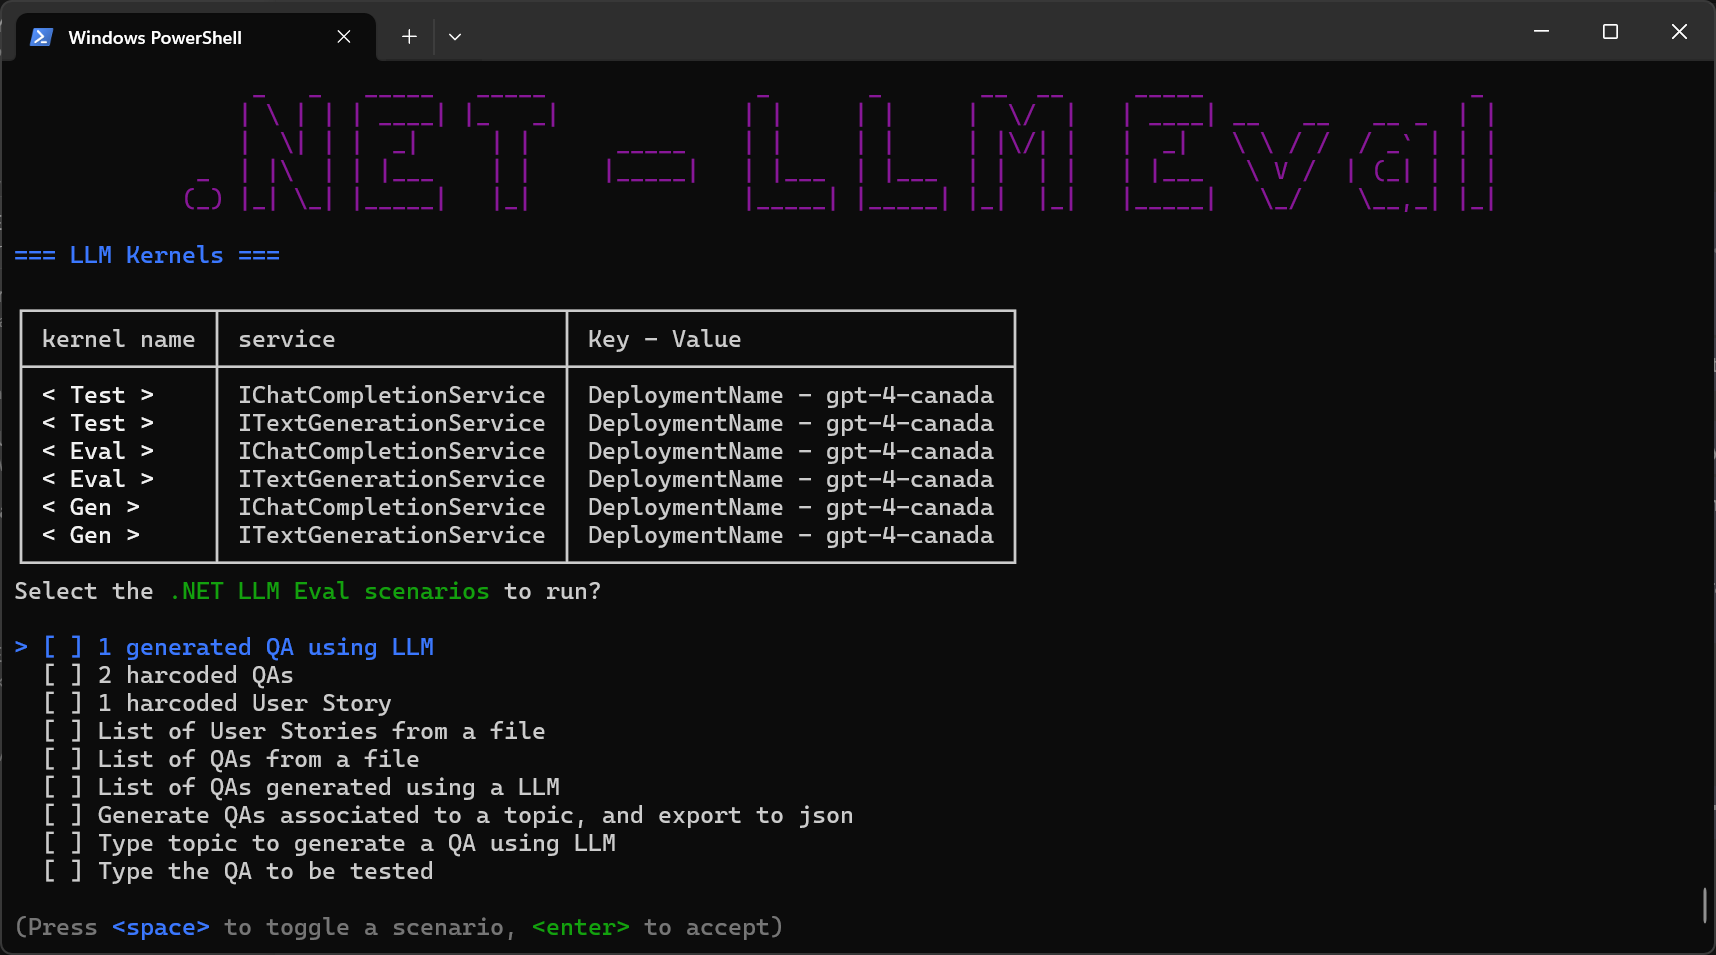 Windows PowerShell
.NET - LLM Eval
=== LLM Kernels ===
kernel name service Key - Value
< Test > IChatCompletionService DeploymentName - gpt-4-canada
< Test > ITextGenerationService DeploymentName - gpt-4-canada
< Eval > IChatCompletionService DeploymentName - gpt-4-canada
< Eval > ITextGenerationService DeploymentName - gpt-4-canada
< Gen > IChatCompletionService DeploymentName - gpt-4-canada
< Gen > ITextGenerationService DeploymentName - gpt-4-canada
Select the .NET LLM Eval scenarios to run?
> [ ] 1 generated QA using LLM
[ ] 2 harcoded QAs
[ ] 1 harcoded User Story
[ ] List of User Stories from a file
[ ] List of QAs from a file
[ ] List of QAs generated using a LLM
[ ] Generate QAs associated to a topic, and export to json
[ ] Type topic to generate a QA using LLM
[ ] Type the QA to be tested
(Press <space> to toggle a scenario, <enter> to accept)